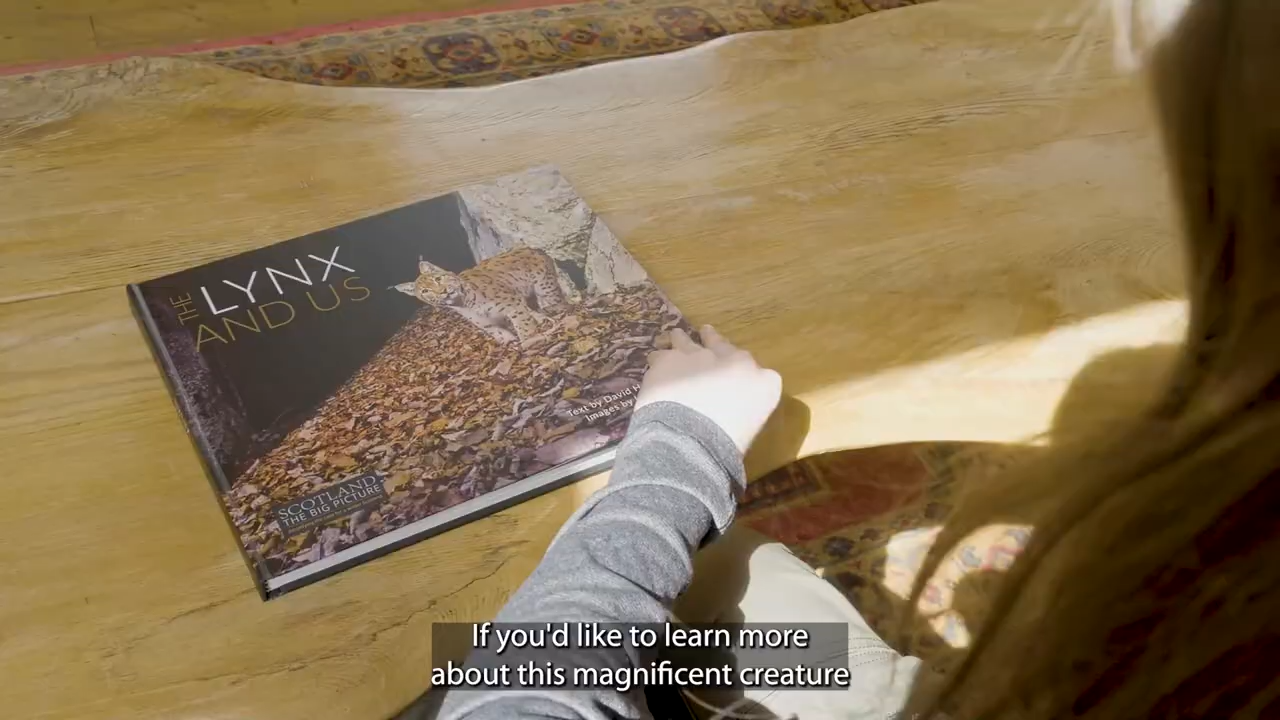 THE
LYNX
AND US
Text by David
Images by
SCOTLAND
THE BIG PICTURE
If you'd like to learn more
about this magnificent creature